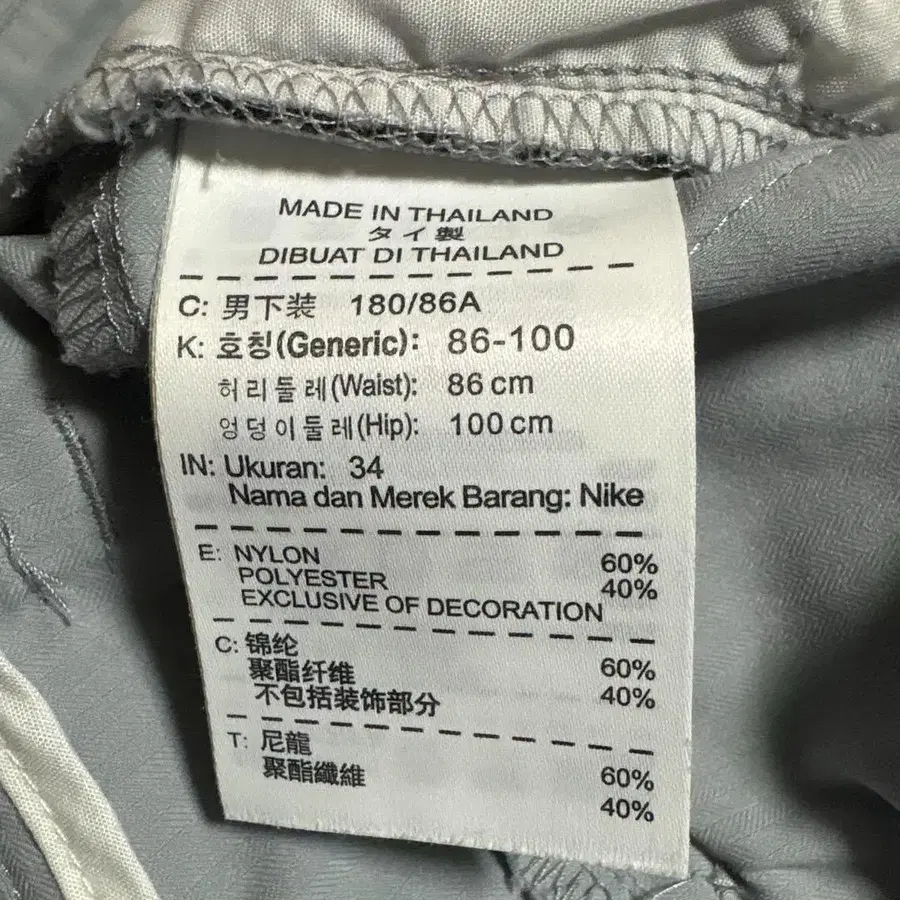 MADE IN THAILAND
タイ製
DIBUAT DI THAILAND
C: 男下装 180/86A
K: 호칭(Generic): 86-100
허리둘레(Waist): 86 cm
엉덩이둘레(Hip): 100 cm
IN: Ukuran: 34
Nama dan Merek Barang: Nike
E: NYLON 60%
POLYESTER 40%
EXCLUSIVE OF DECORATION
C: 锦纶 60%
聚酯纤维 40%
不包括装饰部分
T: 尼龍 60%
聚酯纖維 40%